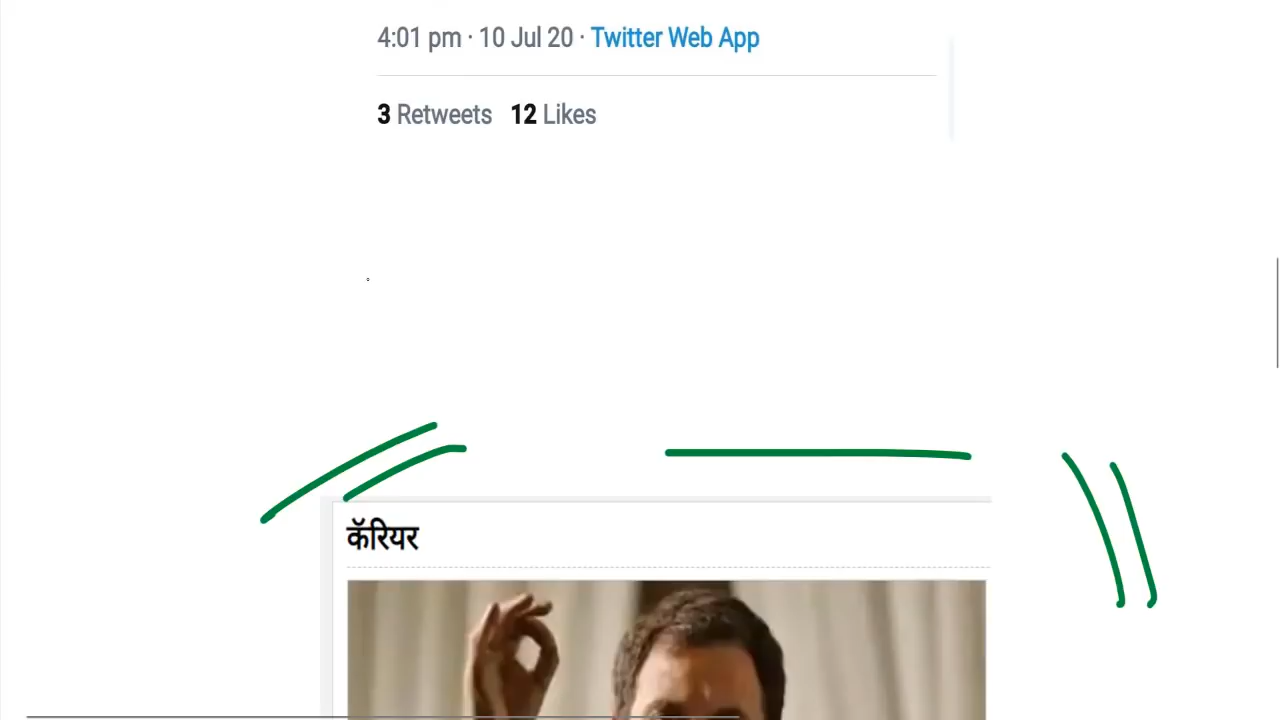 4:01 pm · 10 Jul 20 · Twitter Web App
3 Retweets 12 Likes
कॅरियर